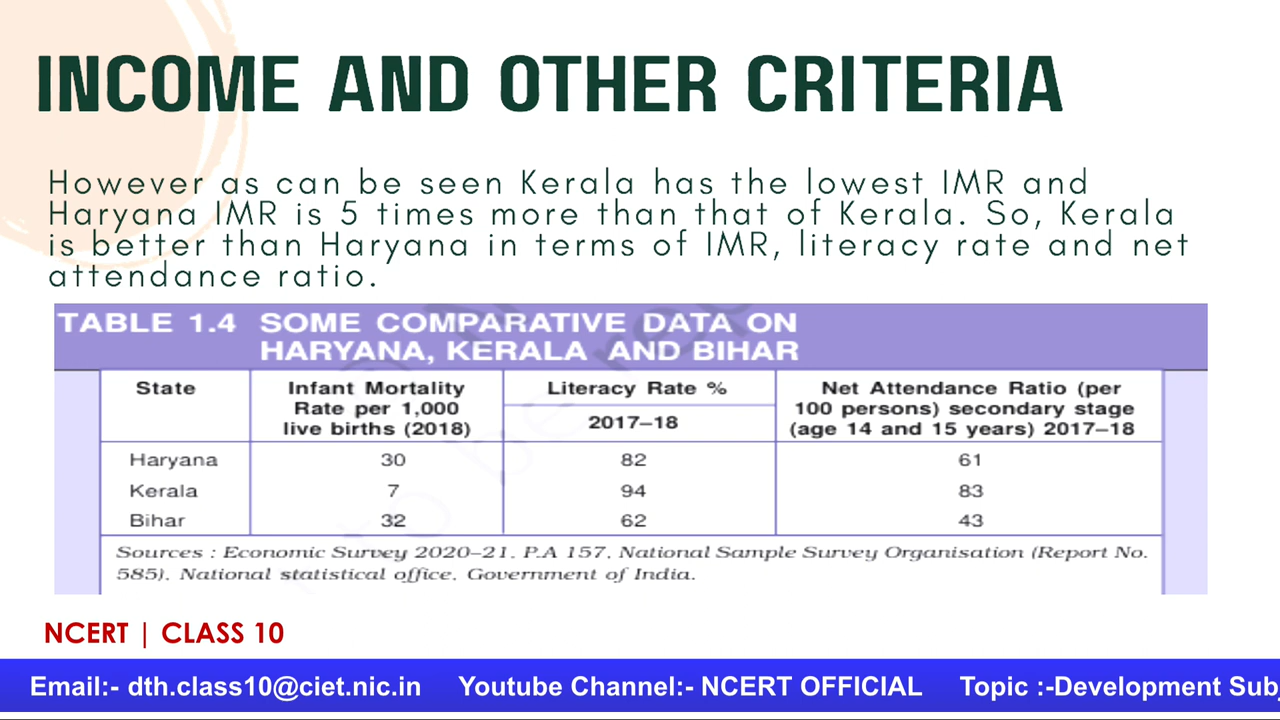 INCOME AND OTHER CRITERIA
However as can be seen Kerala has the lowest IMR and
Haryana IMR is 5 times more than that of Kerala. So, Kerala
is better than Haryana in terms of IMR, literacy rate and net
attendance ratio.
TABLE 1.4 SOME COMPARATIVE DATA ON
HARYANA, KERALA AND BIHAR
State Infant Mortality Rate per 1,000 live births (2018) Literacy Rate % 2017–18 Net Attendance Ratio (per 100 persons) secondary stage (age 14 and 15 years) 2017–18
Haryana 30 82 61
Kerala 7 94 83
Bihar 32 62 43
Sources : Economic Survey 2020–21, P.A 157, National Sample Survey Organisation (Report No.
585), National statistical office, Government of India.
NCERT | CLASS 10
Email:- dth.class10@ciet.nic.in Youtube Channel:- NCERT OFFICIAL Topic :-Development